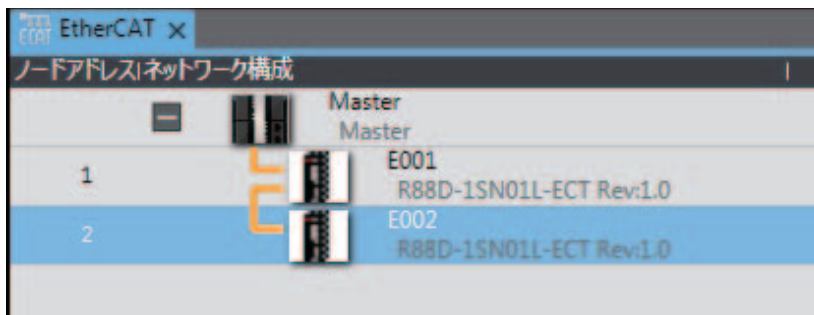 ECAT EtherCAT ×
ノードアドレス|ネットワーク構成
Master
Master
1
E001
R88D-1SN01L-ECT Rev:1.0
2
E002
R88D-1SN01L-ECT Rev:1.0